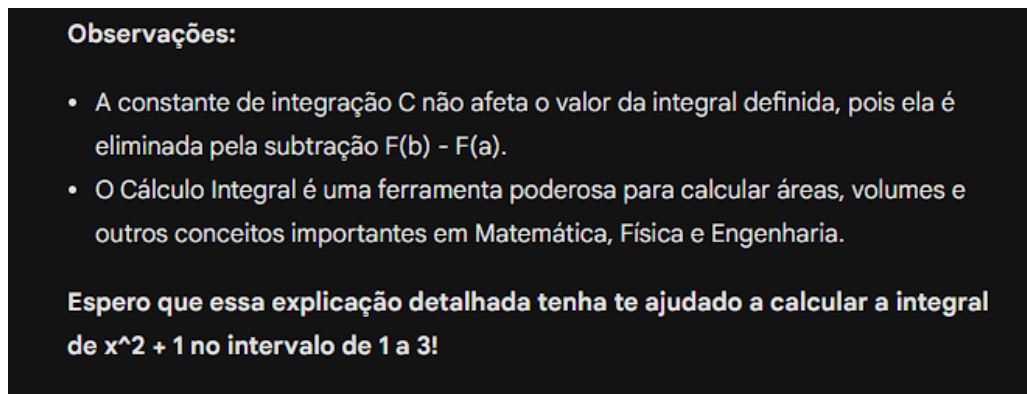 Observações:
• A constante de integração C não afeta o valor da integral definida, pois ela é
eliminada pela subtração F(b) - F(a).
• O Cálculo Integral é uma ferramenta poderosa para calcular áreas, volumes e
outros conceitos importantes em Matemática, Física e Engenharia.
Espero que essa explicação detalhada tenha te ajudado a calcular a integral
de x^2 + 1 no intervalo de 1 a 3!